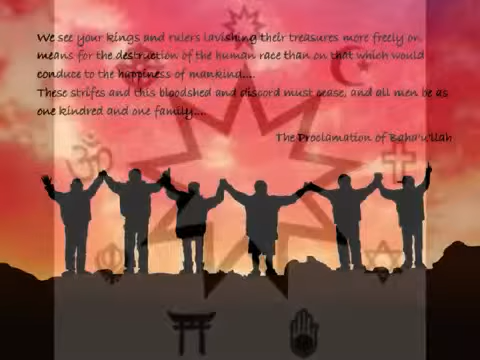 We see your kings and rulers lavishing their treasures more freely on
means for the destruction of the human race than on that which would
conduce to the happiness of mankind....
These strifes and this bloodshed and discord must cease, and all men be as
one kindred and one family....
The Proclamation of Baha'u'llah